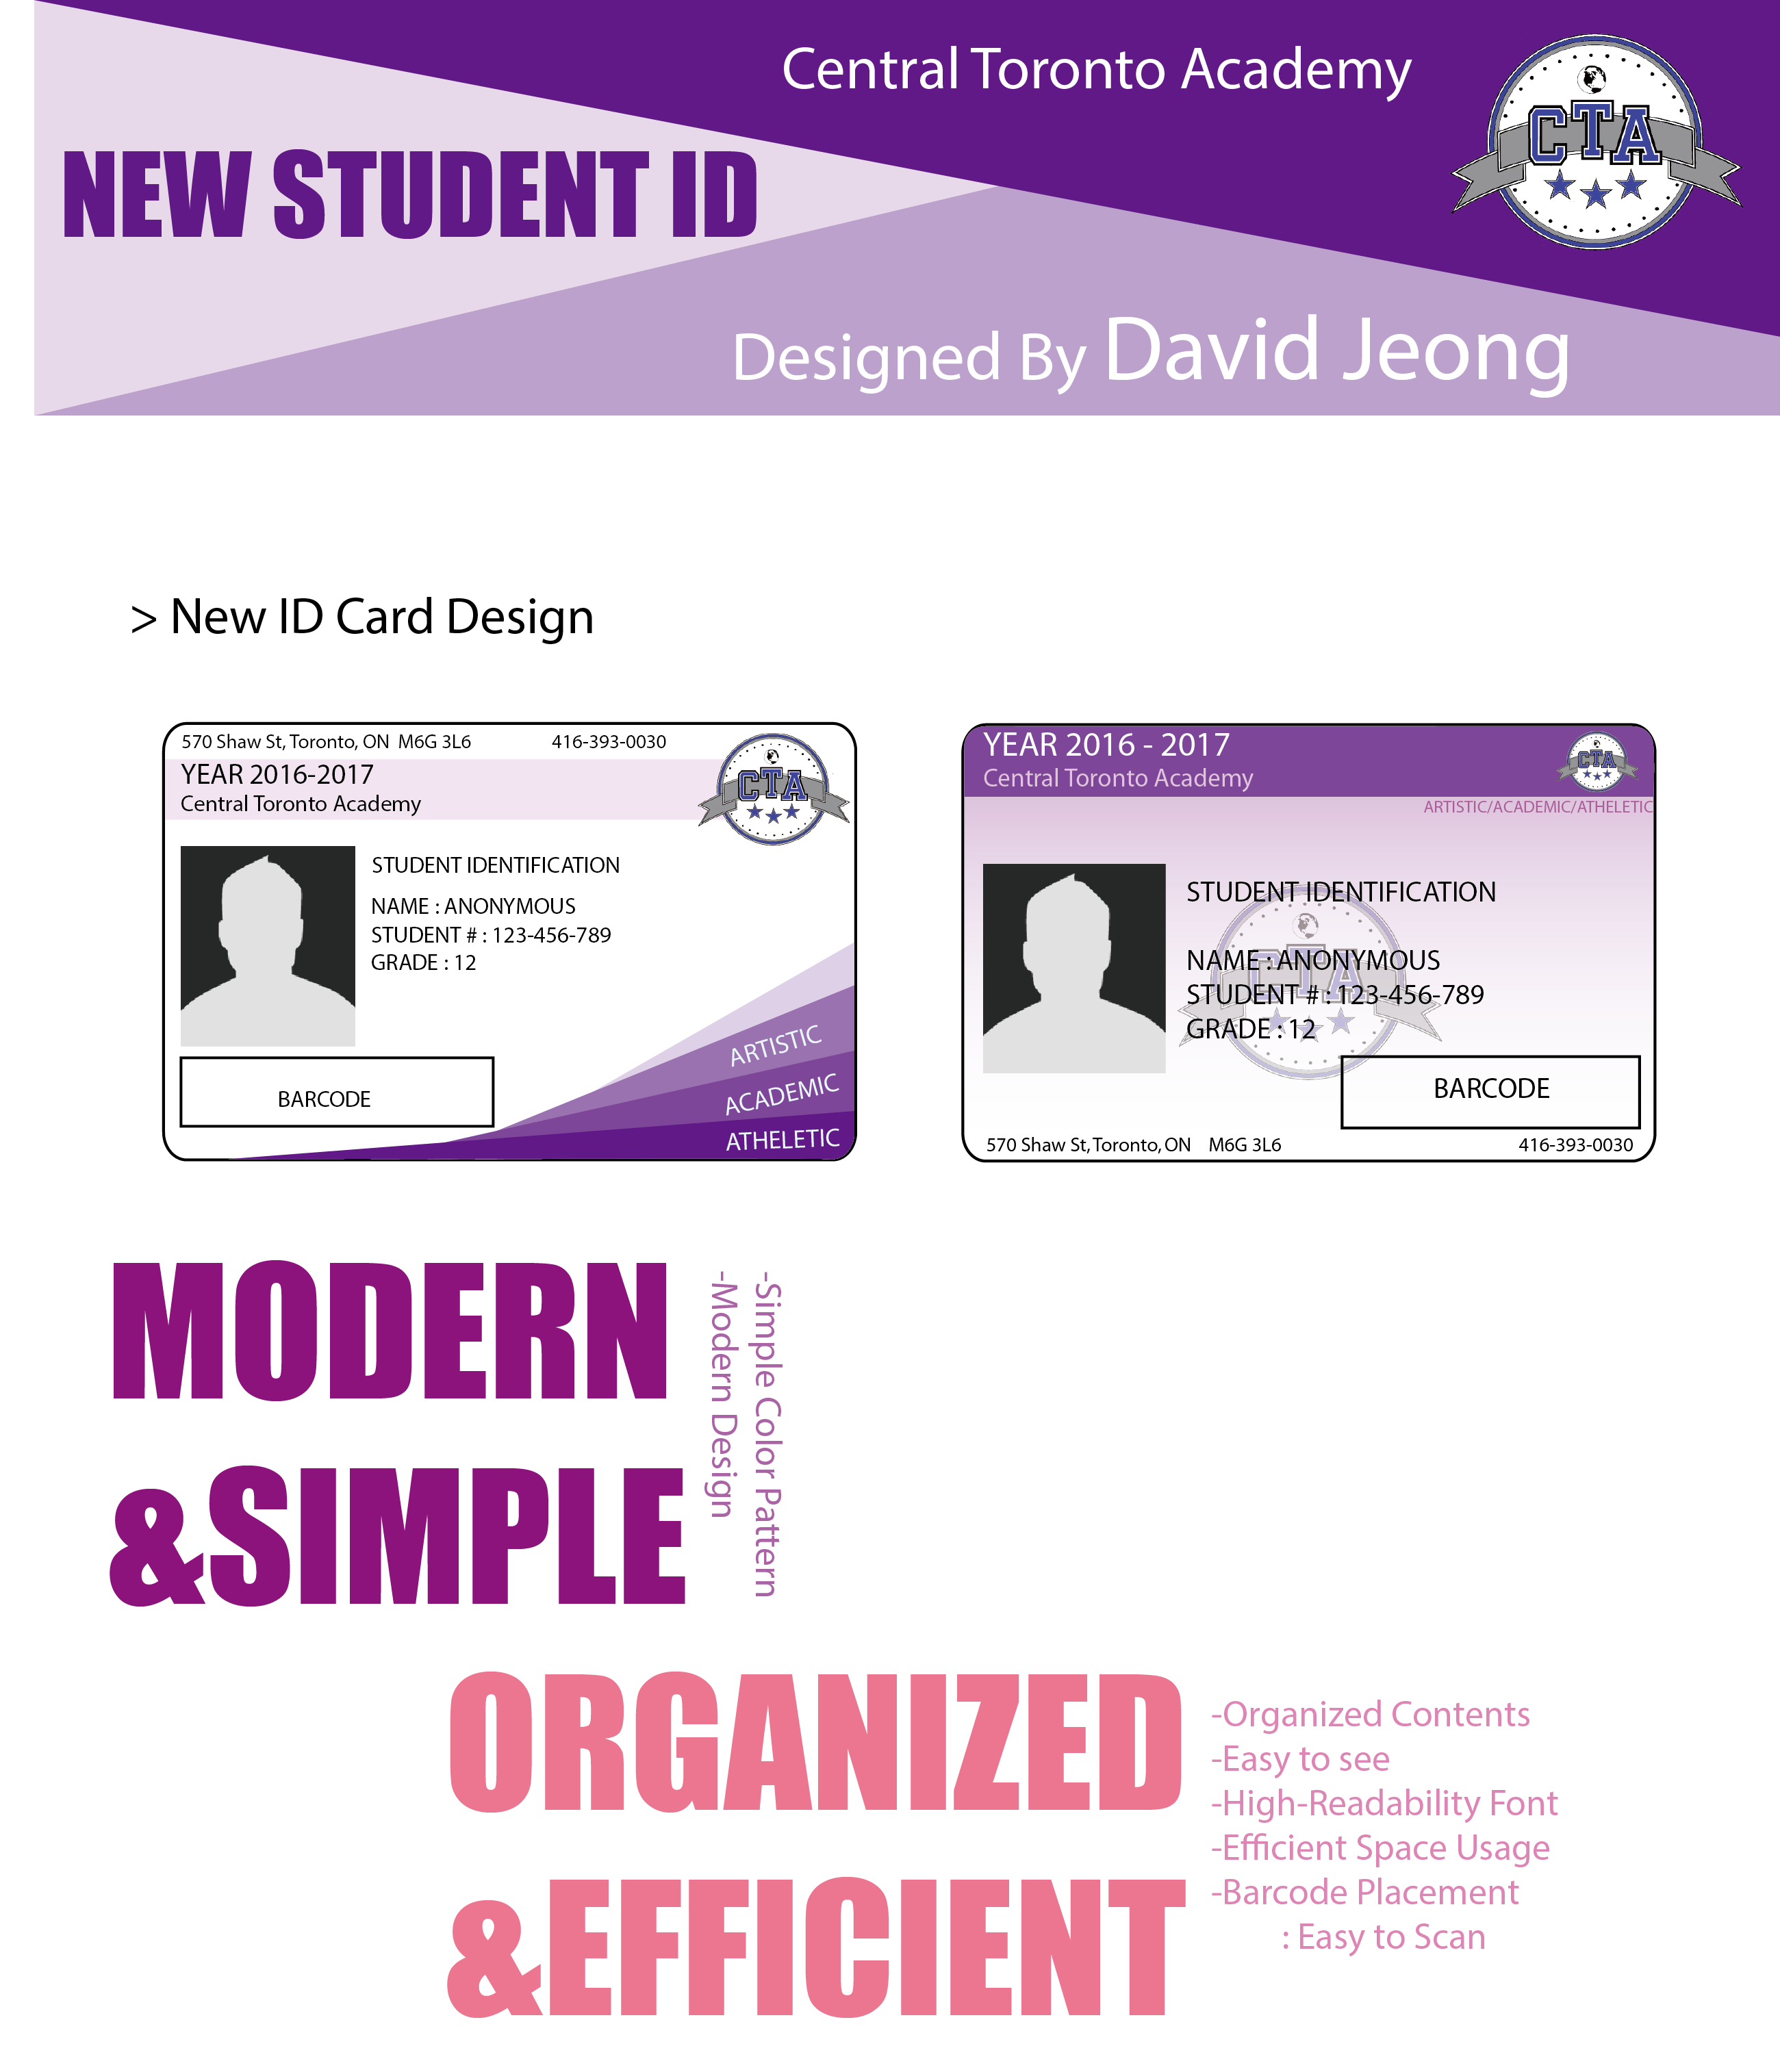 Central Toronto Academy
CTA
NEW STUDENT ID
Designed By David Jeong
> New ID Card Design
570 Shaw St, Toronto, ON M6G 3L6 416-393-0030
YEAR 2016-2017
Central Toronto Academy
CTA
STUDENT IDENTIFICATION
NAME : ANONYMOUS
STUDENT # : 123-456-789
GRADE : 12
BARCODE
ARTISTIC
ACADEMIC
ATHELETIC
YEAR 2016 - 2017
Central Toronto Academy
CTA
ARTISTIC/ACADEMIC/ATHELETIC
STUDENT IDENTIFICATION
CTA
NAME : ANONYMOUS
STUDENT # : 123-456-789
GRADE : 12
BARCODE
570 Shaw St, Toronto, ON M6G 3L6 416-393-0030
MODERN
&SIMPLE
-Simple Color Pattern
-Modern Design
ORGANIZED
&EFFICIENT
-Organized Contents
-Easy to see
-High-Readability Font
-Efficient Space Usage
-Barcode Placement
: Easy to Scan